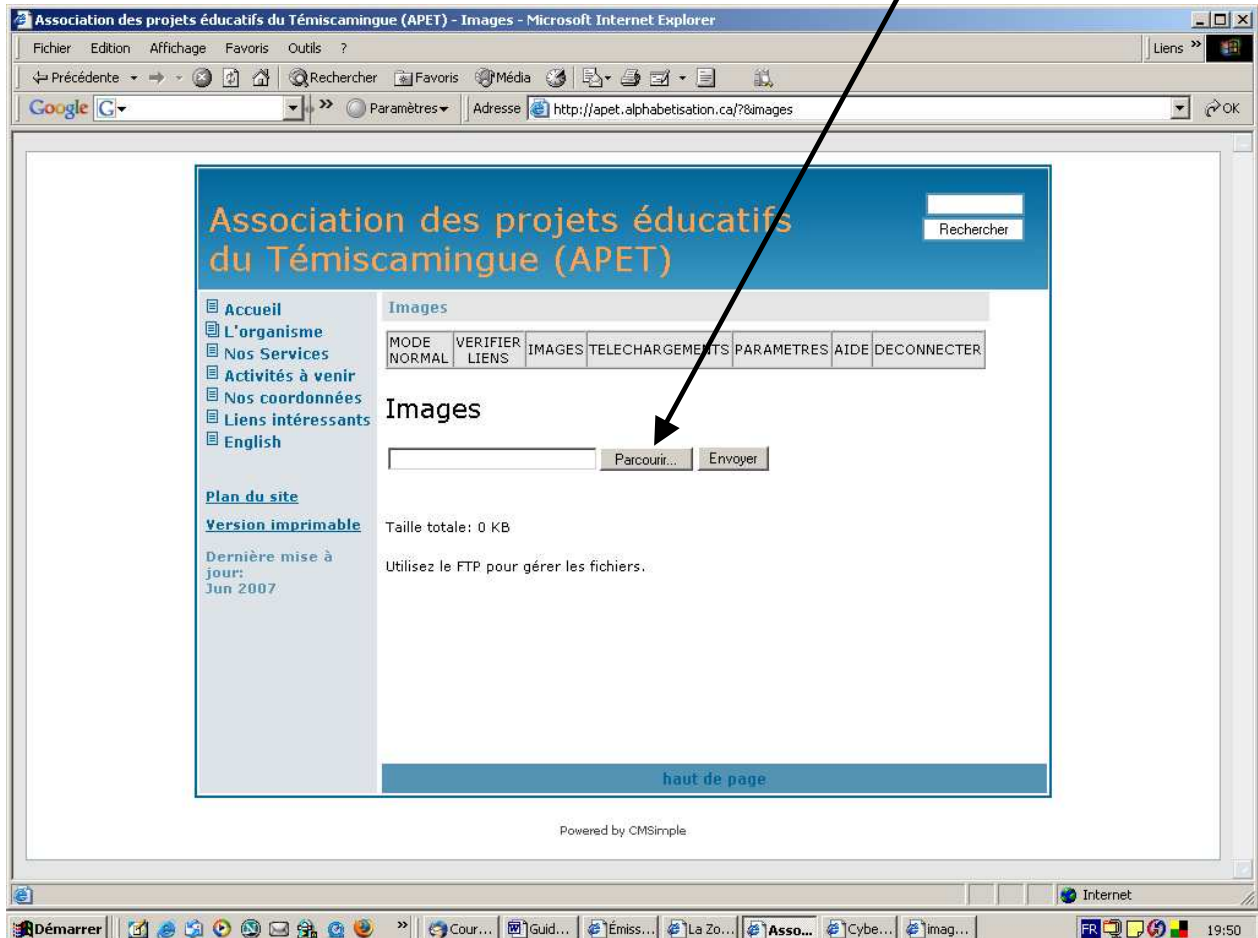 Association des projets éducatifs du Témiscamingue (APET) - Images - Microsoft Internet Explorer
Fichier Edition Affichage Favoris Outils ? Liens »
Précédente Rechercher Favoris Média
Google G Paramètres Adresse http://apet.alphabetisation.ca/?&images OK
Association des projets éducatifs
du Témiscamingue (APET)
Rechercher
Accueil
L'organisme
Nos Services
Activités à venir
Nos coordonnées
Liens intéressants
English
Plan du site
Version imprimable
Dernière mise à
jour:
Jun 2007
Images
MODE NORMAL VERIFIER LIENS IMAGES TELECHARGEMENTS PARAMETRES AIDE DECONNECTER
Images
Parcourir... Envoyer
Taille totale: 0 KB
Utilisez le FTP pour gérer les fichiers.
haut de page
Powered by CMSimple
Internet
Démarrer » Cour... Guid... Émiss... La Zo... Asso... Cybe... imag... FR 19:50